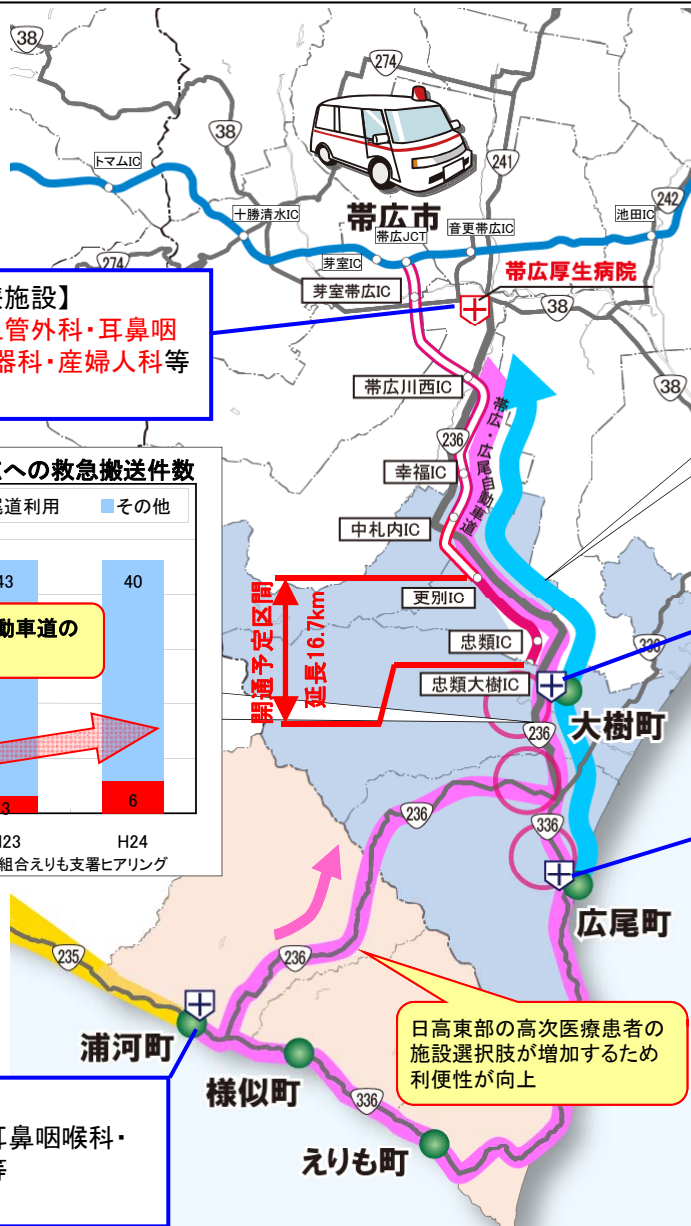 38
274
38
241
トマムIC
242
帯広市
十勝清水IC
池田IC
音更帯広IC
帯広JCT
芽室IC
274
帯広厚生病院
芽室帯広IC
38
療施設】
血管外科・耳鼻咽
器科・産婦人科等
帯広川西IC
38
236
帯広・広尾自動車道
幸福IC
への救急搬送件数
尾道利用
その他
中札内IC
43
40
更別IC
開通予定区間
延長16.7km
動車道の
忠類IC
336
忠類大樹IC
大樹町
236
3
6
H23
H24
組合えりも支署ヒアリング
236
336
広尾町
235
236
日高東部の高次医療患者の
施設選択肢が増加するため
利便性が向上
浦河町
様似町
336
耳鼻咽喉科・
等
えりも町